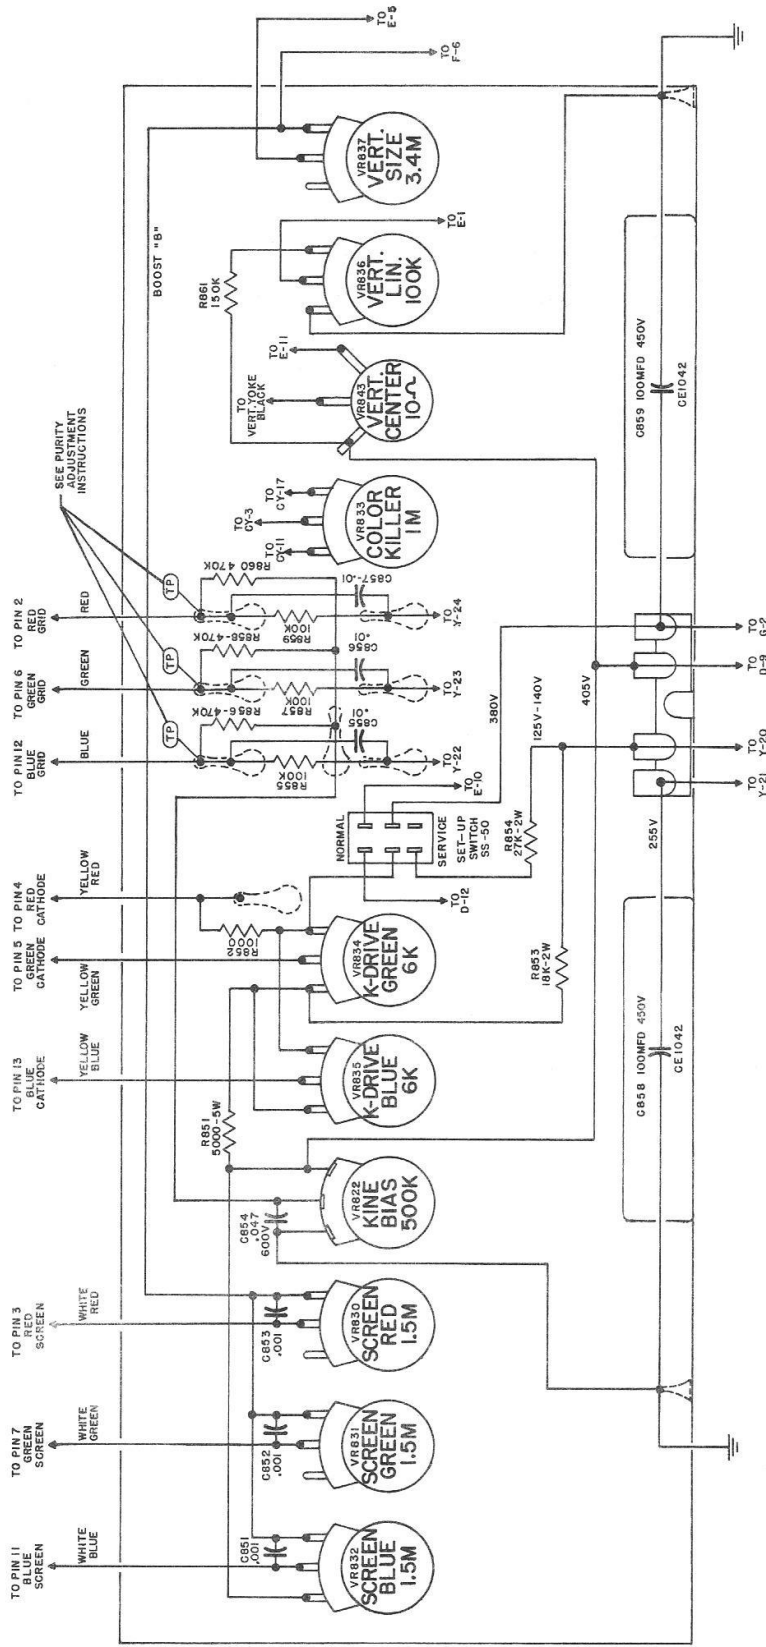 TO PIN 11
BLUE
SCREEN
WHITE
BLUE
TO PIN 7
GREEN
SCREEN
WHITE
GREEN
TO PIN 3
RED
SCREEN
WHITE
RED
TO PIN 13
BLUE
CATHODE
YELLOW
BLUE
TO PIN 5
GREEN
CATHODE
YELLOW
GREEN
TO PIN 4
RED
CATHODE
YELLOW
RED
TO PIN 12
BLUE
GRID
BLUE
TO PIN 6
GREEN
GRID
GREEN
TO PIN 2
RED
GRID
RED
SEE PURITY
ADJUSTMENT
INSTRUCTIONS
TP
TP
TP
BOOST "B"
TO
E-5
TO
F-6
C851
.001
C852
.001
C853
.001
C854
.047
600V
R851
5000-5W
R852
1000
R856-470K
R858-470K
R860 470K
R855
100K
R857
100K
R859
100K
C855
.01
C856
.01
C857-.01
TO
Y-22
TO
Y-23
TO
Y-24
TO
CY-11
TO
CY-3
TO
CY-17
TO
VERT. YOKE
BLACK
TO
E-11
R861
150K
TO
E-1
VR832
SCREEN
BLUE
1.5M
VR831
SCREEN
GREEN
1.5M
VR830
SCREEN
RED
1.5M
VR822
KINE
BIAS
500K
VR835
K-DRIVE
BLUE
6K
VR834
K-DRIVE
GREEN
6K
TO
D-12
NORMAL
SERVICE
SET-UP
SWITCH
SS-50
TO
E-10
VR833
COLOR
KILLER
1M
VR843
VERT.
CENTER
10Ω
VR836
VERT.
LIN.
100K
VR837
VERT.
SIZE
3.4M
R853
18K-2W
R854
27K-2W
380V
125V-140V
405V
255V
C858 100MFD 450V
CE1042
C859 100MFD 450V
CE1042
TO
Y-21
TO
Y-20
TO
D-9
TO
G-2